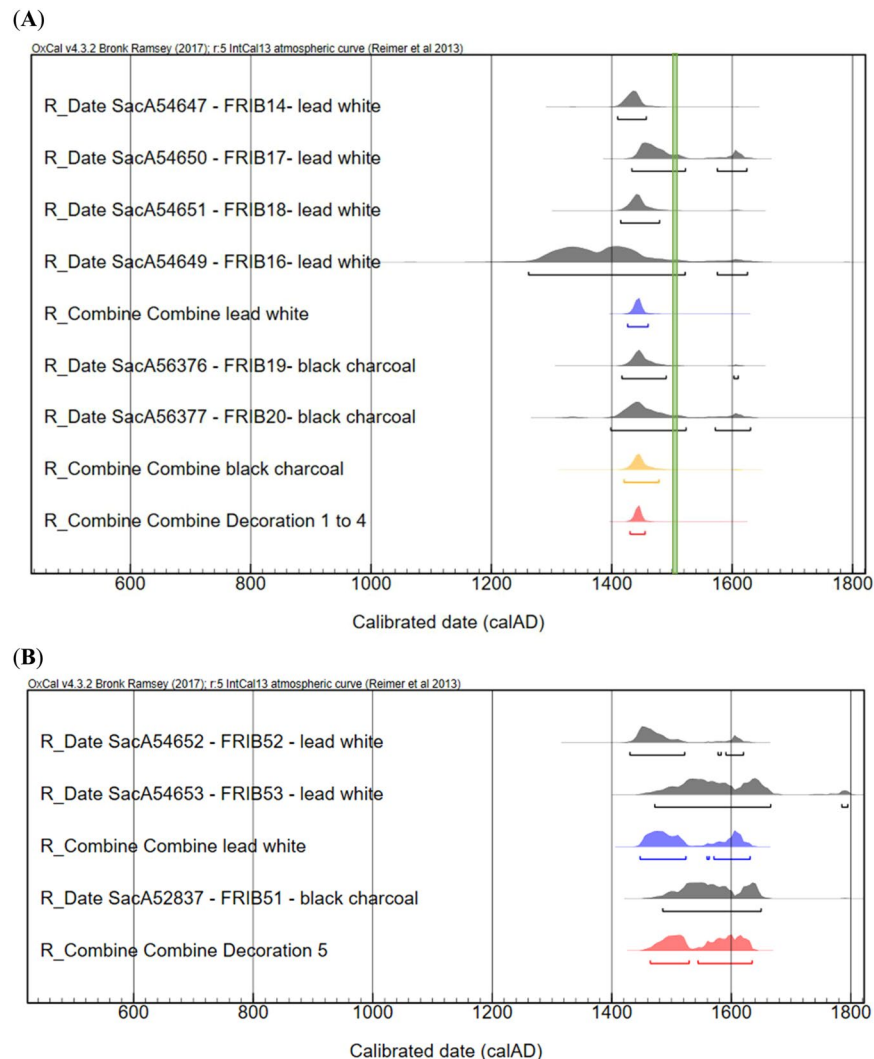 (A)
OxCal v4.3.2 Bronk Ramsey (2017); r:5 IntCal13 atmospheric curve (Reimer et al 2013)
R_Date SacA54647 - FRIB14- lead white
R_Date SacA54650 - FRIB17- lead white
R_Date SacA54651 - FRIB18- lead white
R_Date SacA54649 - FRIB16- lead white
R_Combine Combine lead white
R_Date SacA56376 - FRIB19- black charcoal
R_Date SacA56377 - FRIB20- black charcoal
R_Combine Combine black charcoal
R_Combine Combine Decoration 1 to 4
600 800 1000 1200 1400 1600 1800
Calibrated date (calAD)
(B)
OxCal v4.3.2 Bronk Ramsey (2017); r:5 IntCal13 atmospheric curve (Reimer et al 2013)
R_Date SacA54652 - FRIB52 - lead white
R_Date SacA54653 - FRIB53 - lead white
R_Combine Combine lead white
R_Date SacA52837 - FRIB51 - black charcoal
R_Combine Combine Decoration 5
600 800 1000 1200 1400 1600 1800
Calibrated date (calAD)